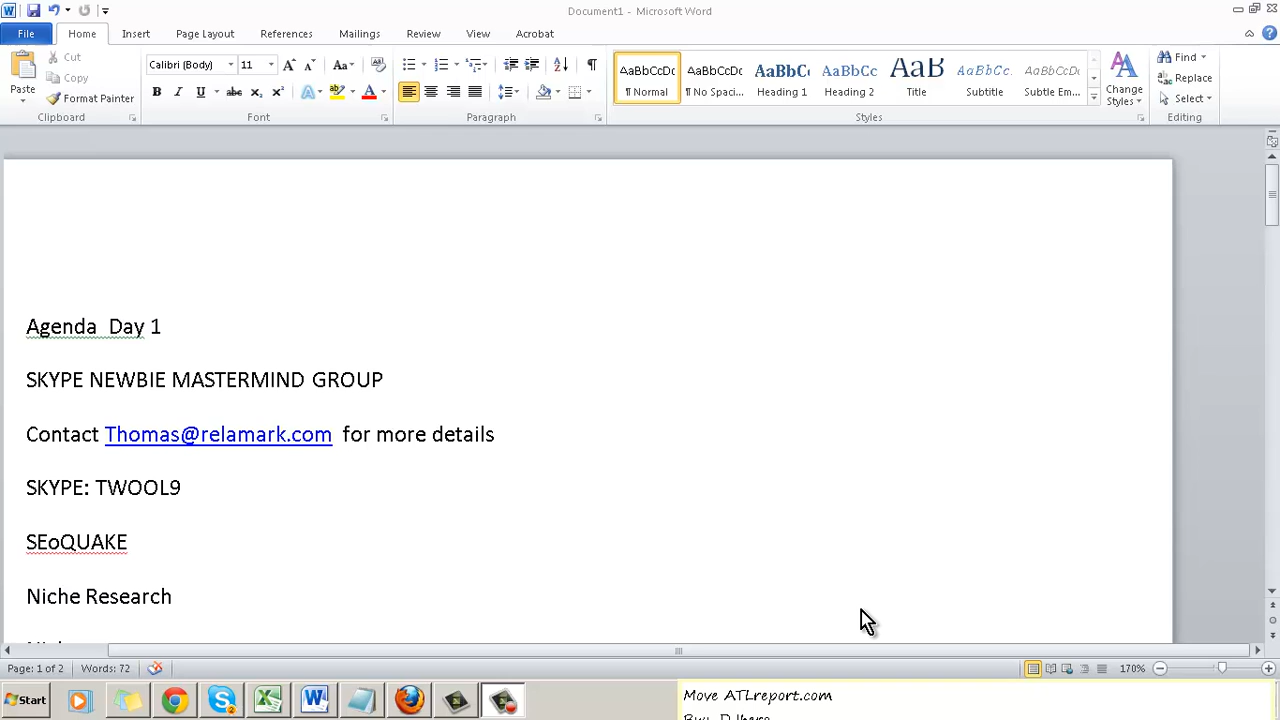 Document1 - Microsoft Word
File Home Insert Page Layout References Mailings Review View Acrobat
Paste
Cut
Copy
Format Painter
Clipboard
Calibri (Body) 11
Font
Paragraph
AaBbCcDc
¶ Normal
AaBbCcDc
¶ No Spaci...
AaBbC
Heading 1
AaBbCc
Heading 2
AaB
Title
AaBbCc.
Subtitle
AaBbCcDc
Subtle Em...
Change
Styles
Styles
Find
Replace
Select
Editing
Agenda Day 1
SKYPE NEWBIE MASTERMIND GROUP
Contact Thomas@relamark.com for more details
SKYPE: TWOOL9
SEoQUAKE
Niche Research
Page: 1 of 2 Words: 72
170%
Start
Move ATLreport.com